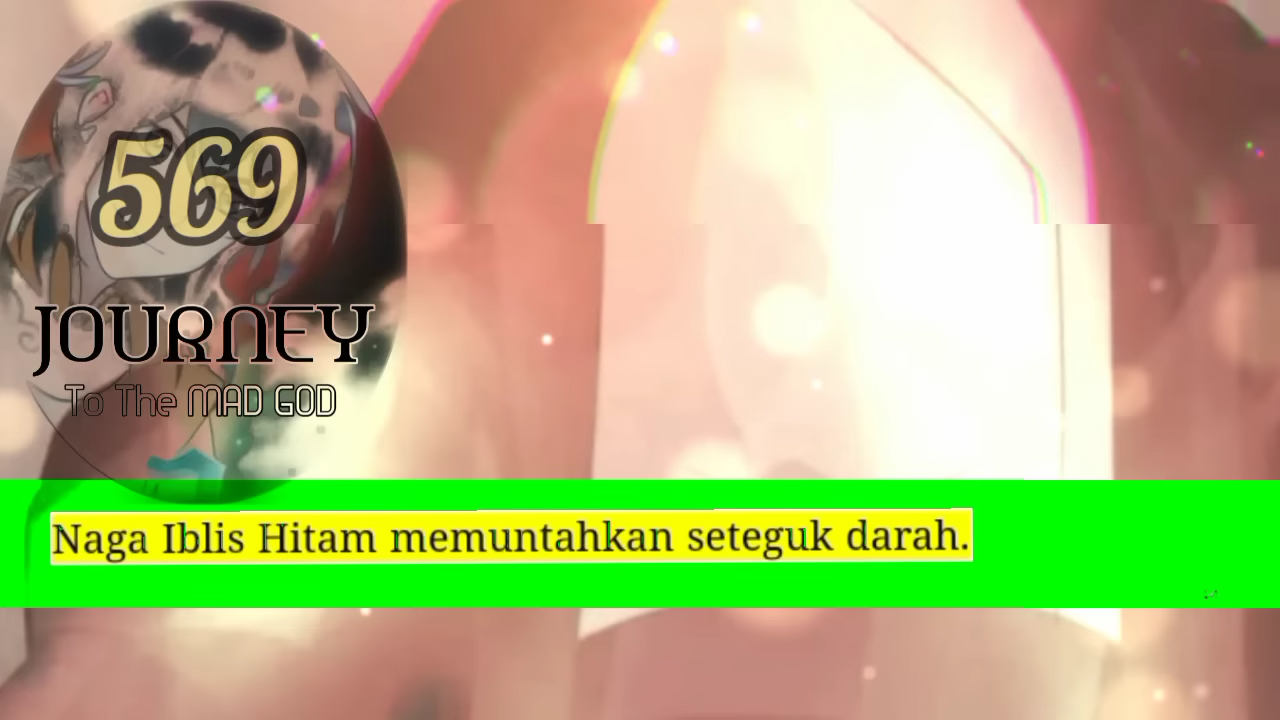 569
JOURNEY
To The MAD GOD
Naga Iblis Hitam memuntahkan seteguk darah.